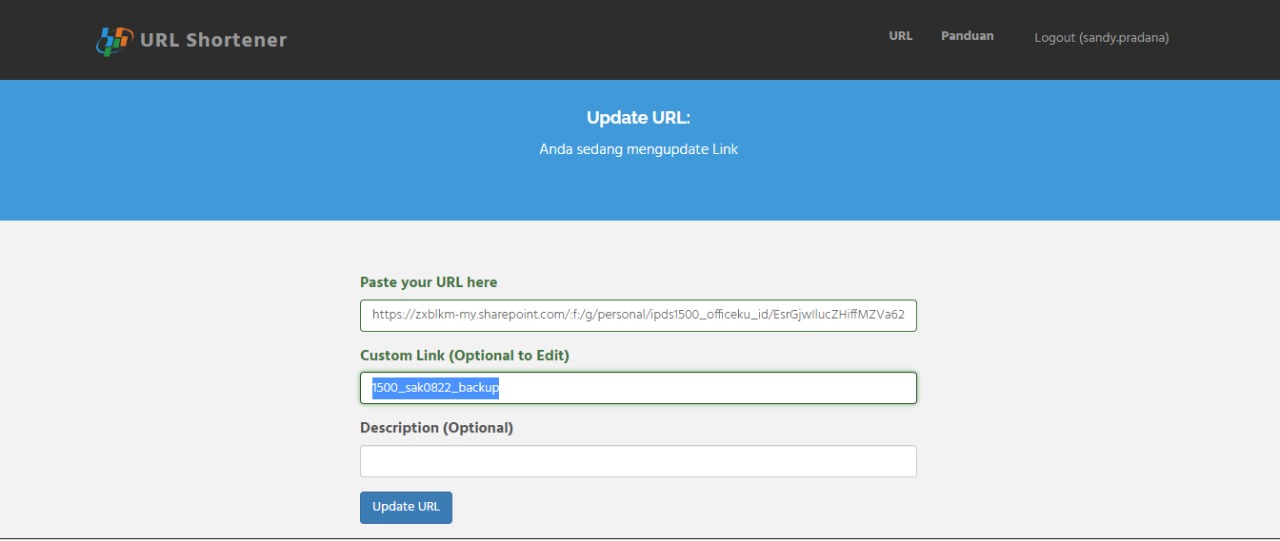 URL Shortener
URL Panduan Logout (sandy.pradana)
Update URL:
Anda sedang mengupdate Link
Paste your URL here
https://zxblkm-my.sharepoint.com/:f:/g/personal/ipds1500_officeku_id/EsrGjwIlucZHiffMZVa62
Custom Link (Optional to Edit)
1500_sak0822_backup
Description (Optional)
Update URL